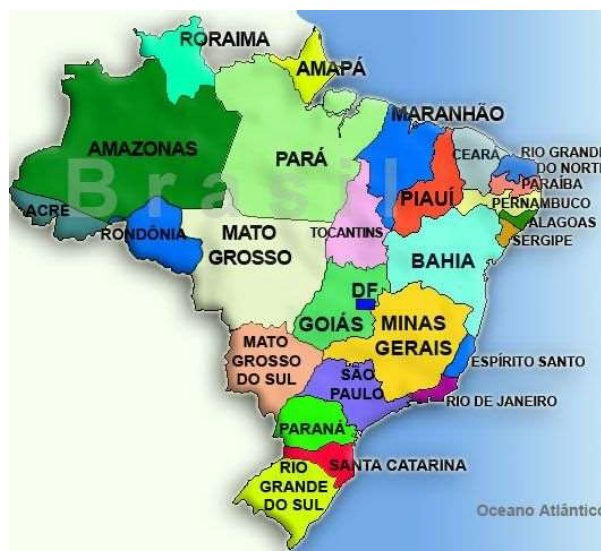 RORAIMA
AMAPÁ
AMAZONAS
PARÁ
MARANHÃO
CEARÁ
RIO GRANDE
DO NORTE
PARAÍBA
PERNAMBUCO
ALAGOAS
SERGIPE
PIAUÍ
Brasil
ACRE
RONDÔNIA
MATO
GROSSO
TOCANTINS
BAHIA
DF
GOIÁS
MINAS
GERAIS
MATO
GROSSO
DO SUL
SÃO
PAULO
ESPÍRITO SANTO
RIO DE JANEIRO
PARANÁ
SANTA CATARINA
RIO
GRANDE
DO SUL
Oceano Atlântico